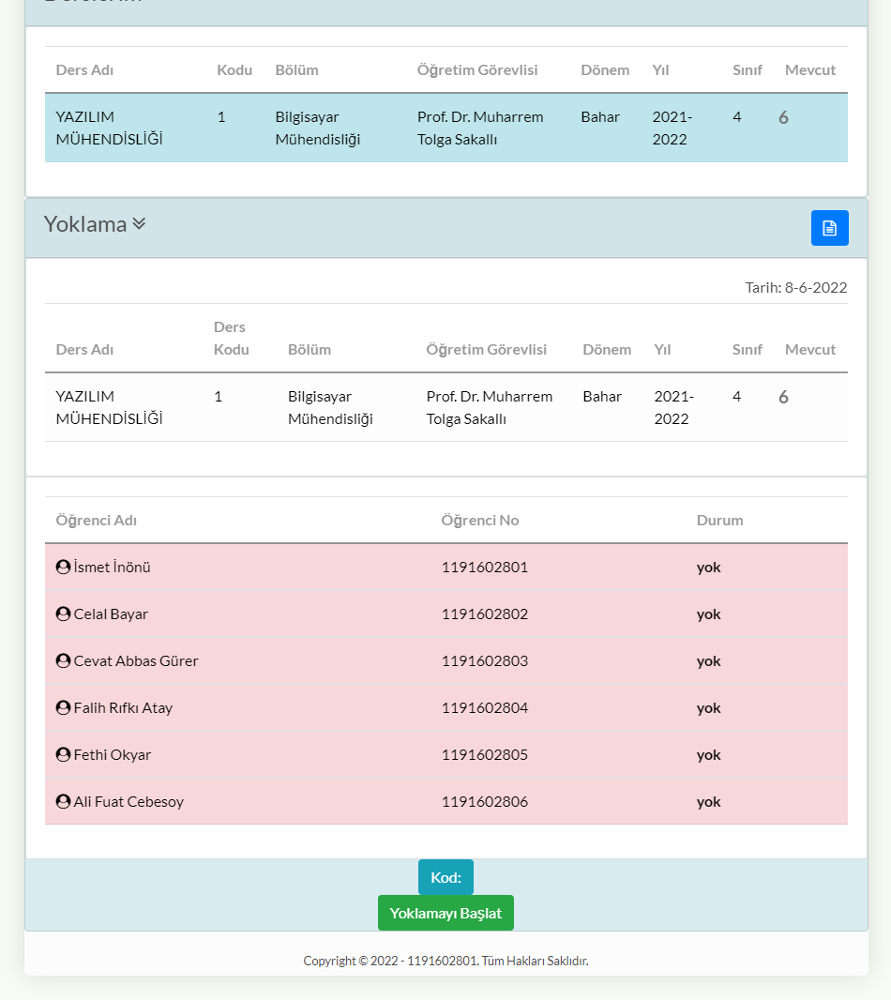 Ders Adı Kodu Bölüm Öğretim Görevlisi Dönem Yıl Sınıf Mevcut
YAZILIM MÜHENDİSLİĞİ 1 Bilgisayar Mühendisliği Prof. Dr. Muharrem Tolga Sakallı Bahar 2021-2022 4 6
Yoklama
Tarih: 8-6-2022
Ders Adı Ders Kodu Bölüm Öğretim Görevlisi Dönem Yıl Sınıf Mevcut
YAZILIM MÜHENDİSLİĞİ 1 Bilgisayar Mühendisliği Prof. Dr. Muharrem Tolga Sakallı Bahar 2021-2022 4 6
Öğrenci Adı Öğrenci No Durum
İsmet İnönü 1191602801 yok
Celal Bayar 1191602802 yok
Cevat Abbas Gürer 1191602803 yok
Falih Rıfkı Atay 1191602804 yok
Fethi Okyar 1191602805 yok
Ali Fuat Cebesoy 1191602806 yok
Kod:
Yoklamayı Başlat
Copyright © 2022 - 1191602801. Tüm Hakları Saklıdır.